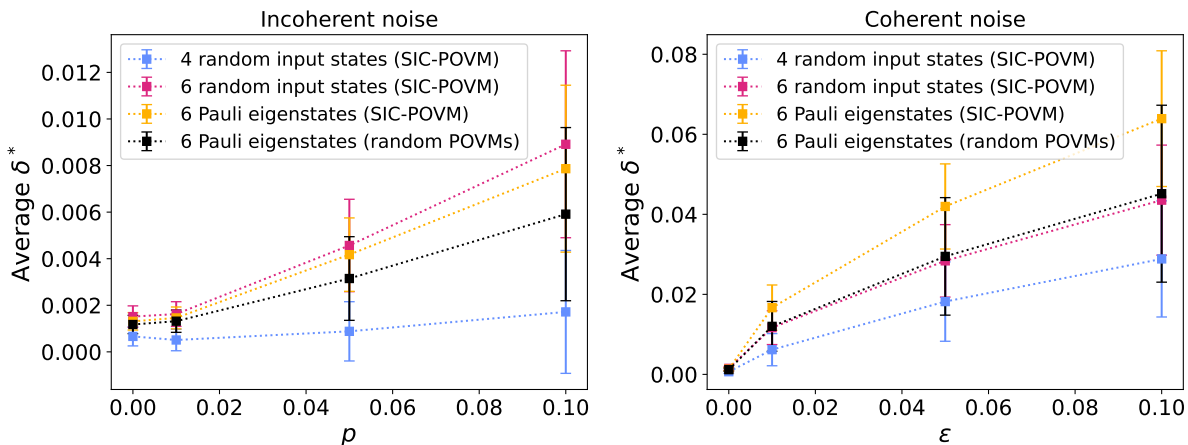 Incoherent noise
Average δ*
0.012
0.010
0.008
0.006
0.004
0.002
0.000
4 random input states (SIC-POVM)
6 random input states (SIC-POVM)
6 Pauli eigenstates (SIC-POVM)
6 Pauli eigenstates (random POVMs)
0.00 0.02 0.04 0.06 0.08 0.10
p
Coherent noise
Average δ*
0.08
0.06
0.04
0.02
0.00
4 random input states (SIC-POVM)
6 random input states (SIC-POVM)
6 Pauli eigenstates (SIC-POVM)
6 Pauli eigenstates (random POVMs)
0.00 0.02 0.04 0.06 0.08 0.10
ε